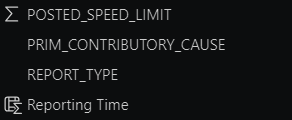 POSTED_SPEED_LIMIT
PRIM_CONTRIBUTORY_CAUSE
REPORT_TYPE
Reporting Time